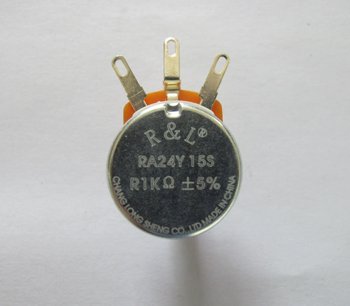 R&L®
RA24Y 15S
R1KΩ ±5%
CHANG LONG SHENG CO. LTD MADE IN CHINA